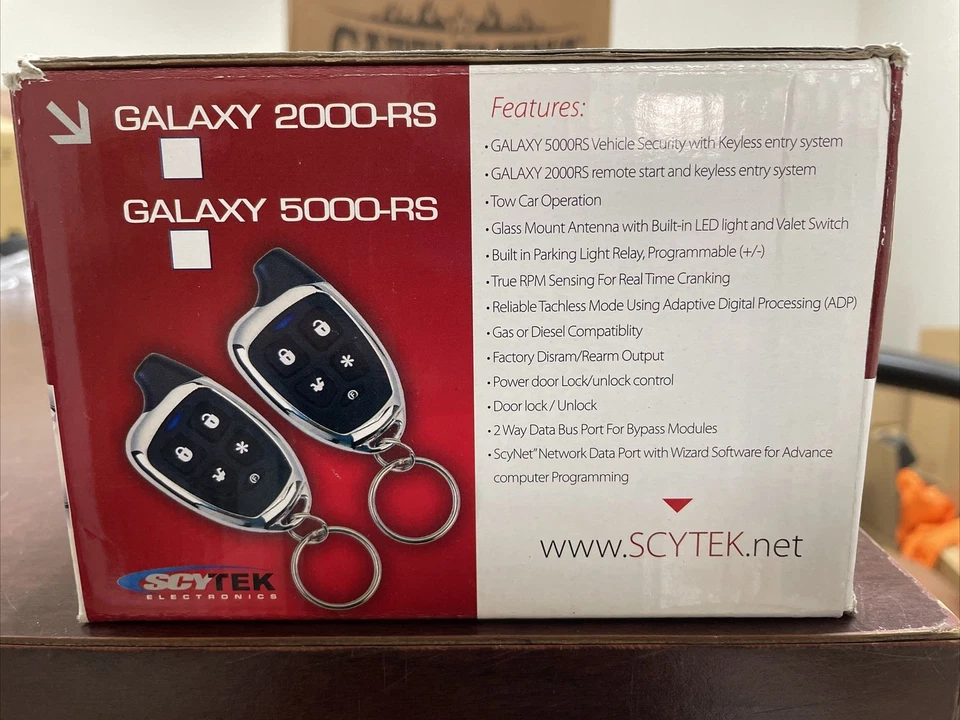 GALAXY 2000-RS
GALAXY 5000-RS
SCYTEK
ELECTRONICS
Features:
• GALAXY 5000RS Vehicle Security with Keyless entry system
• GALAXY 2000RS remote start and keyless entry system
• Tow Car Operation
• Glass Mount Antenna with Built-in LED light and Valet Switch
• Built in Parking Light Relay, Programmable (+/-)
• True RPM Sensing For Real Time Cranking
• Reliable Tachless Mode Using Adaptive Digital Processing (ADP)
• Gas or Diesel Compatiblity
• Factory Disram/Rearm Output
• Power door Lock/unlock control
• Door lock / Unlock
• 2 Way Data Bus Port For Bypass Modules
• ScyNet" Network Data Port with Wizard Software for Advance
computer Programming
www.SCYTEK.net